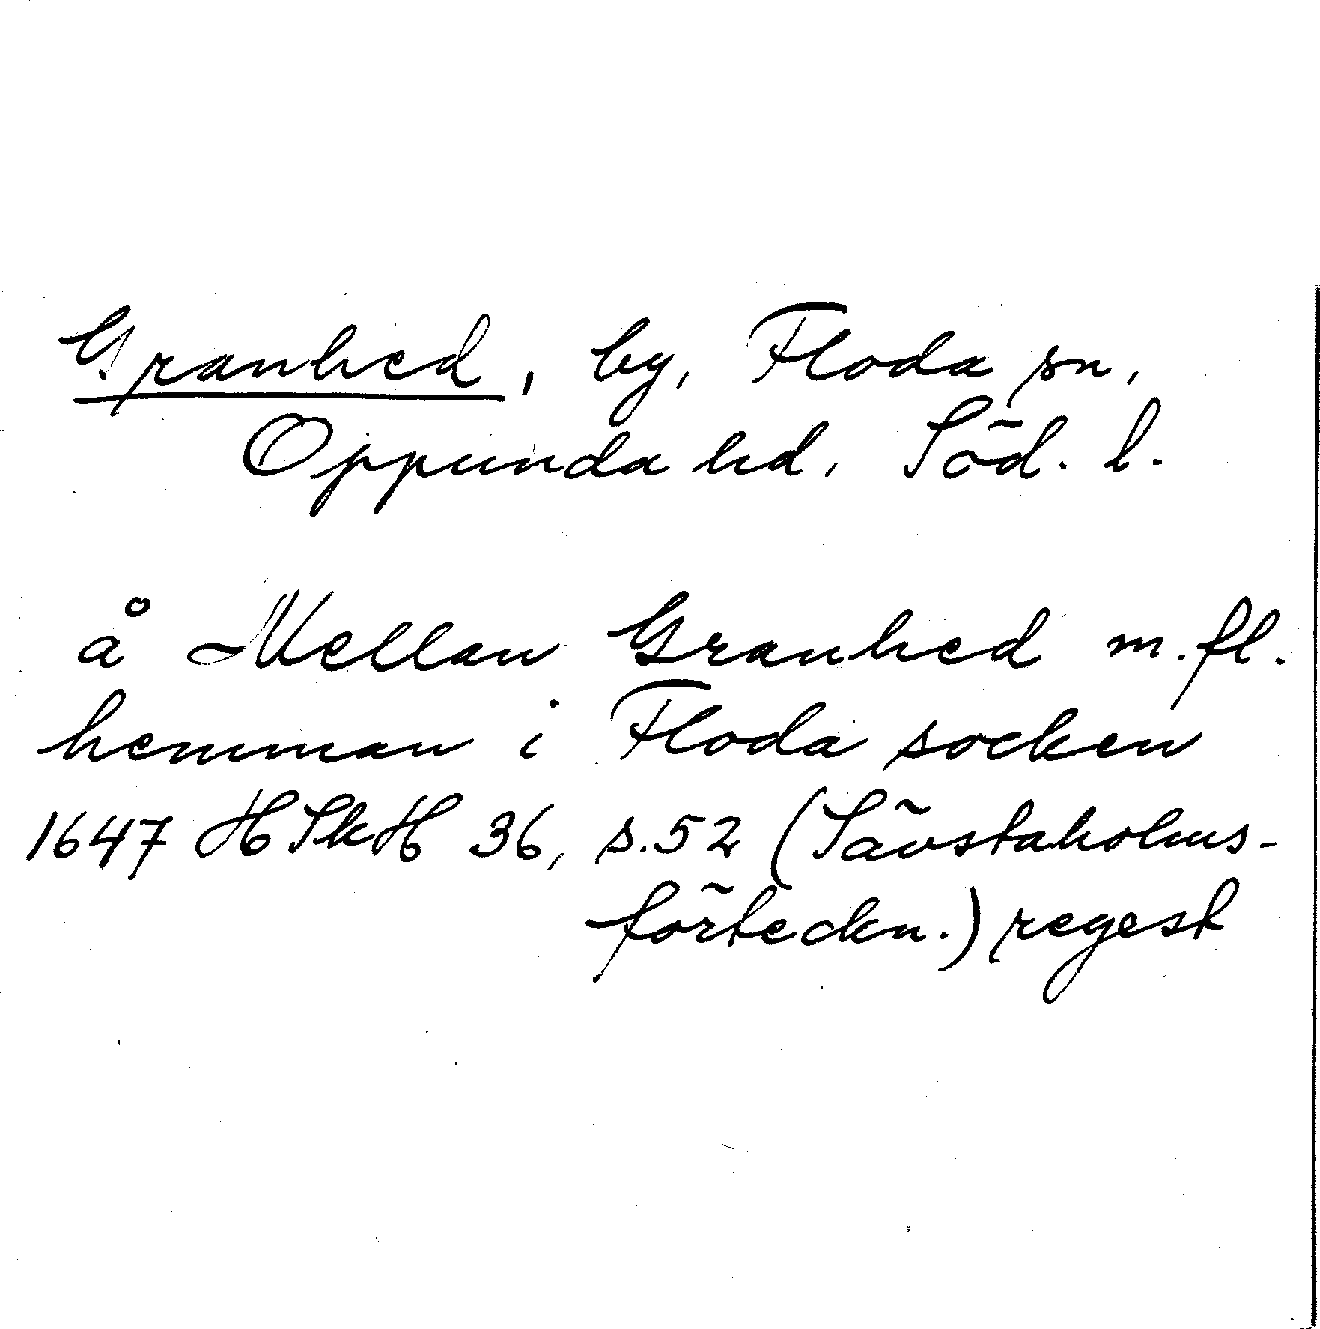 Granhed, by, Floda sn,
Oppunda hd, Söd. l.
å Mellan Granhed m.fl.
hemman i Floda socken
1647 HSkH 36, s.52 (Sävstaholms-
förteckn.) regest